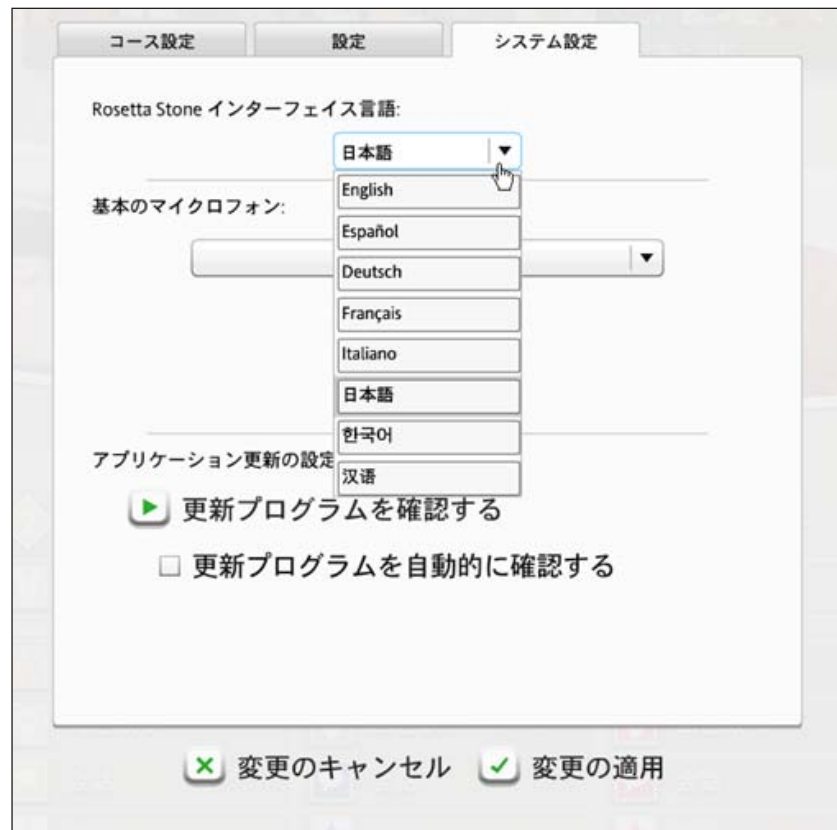 コース設定
設定
システム設定
Rosetta Stone インターフェイス言語:
日本語
English
基本のマイクロフォン:
Español
Deutsch
Français
Italiano
日本語
한국어
アプリケーション更新の設定
汉语
更新プログラムを確認する
更新プログラムを自動的に確認する
変更のキャンセル
変更の適用